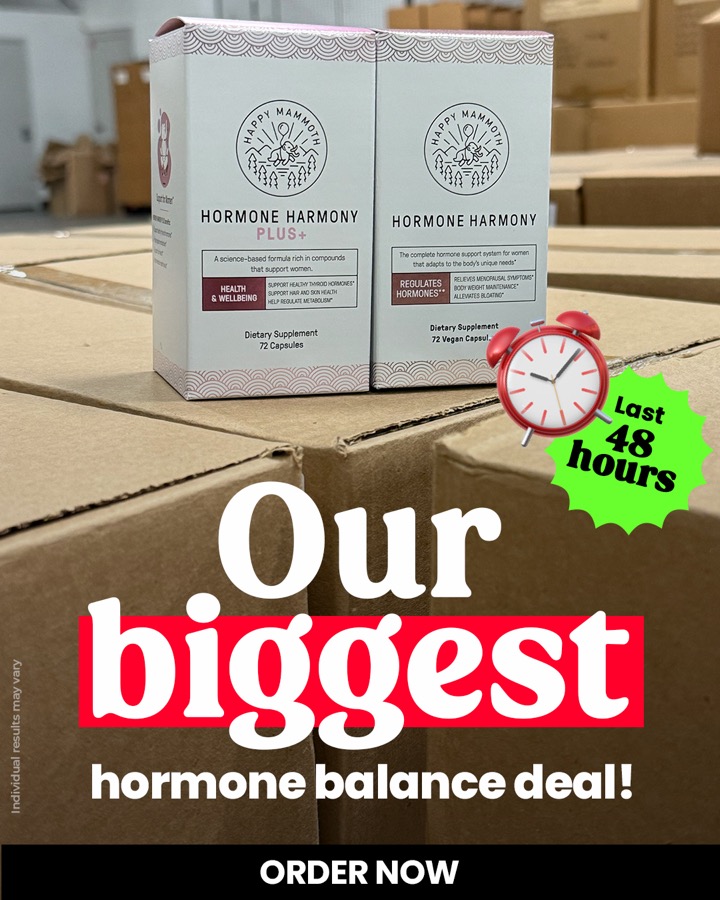 HAPPY MAMMOTH
HORMONE HARMONY
PLUS+
A science-based formula rich in compounds
that support women.
HEALTH
& WELLBEING
SUPPORT HEALTHY THYROID HORMONES*
SUPPORT HAIR AND SKIN HEALTH
HELP REGULATE METABOLISM*
Dietary Supplement
72 Capsules
HAPPY MAMMOTH
HORMONE HARMONY
The complete hormone support system for women
that adapts to the body's unique needs*
REGULATES
HORMONES**
RELIEVES MENOPAUSAL SYMPTOMS*
BODY WEIGHT MAINTENANCE*
ALLEVIATES BLOATING*
Dietary Supplement
72 Vegan Capsul
Last
48
hours
Our
biggest
hormone balance deal!
Individual results may vary
ORDER NOW